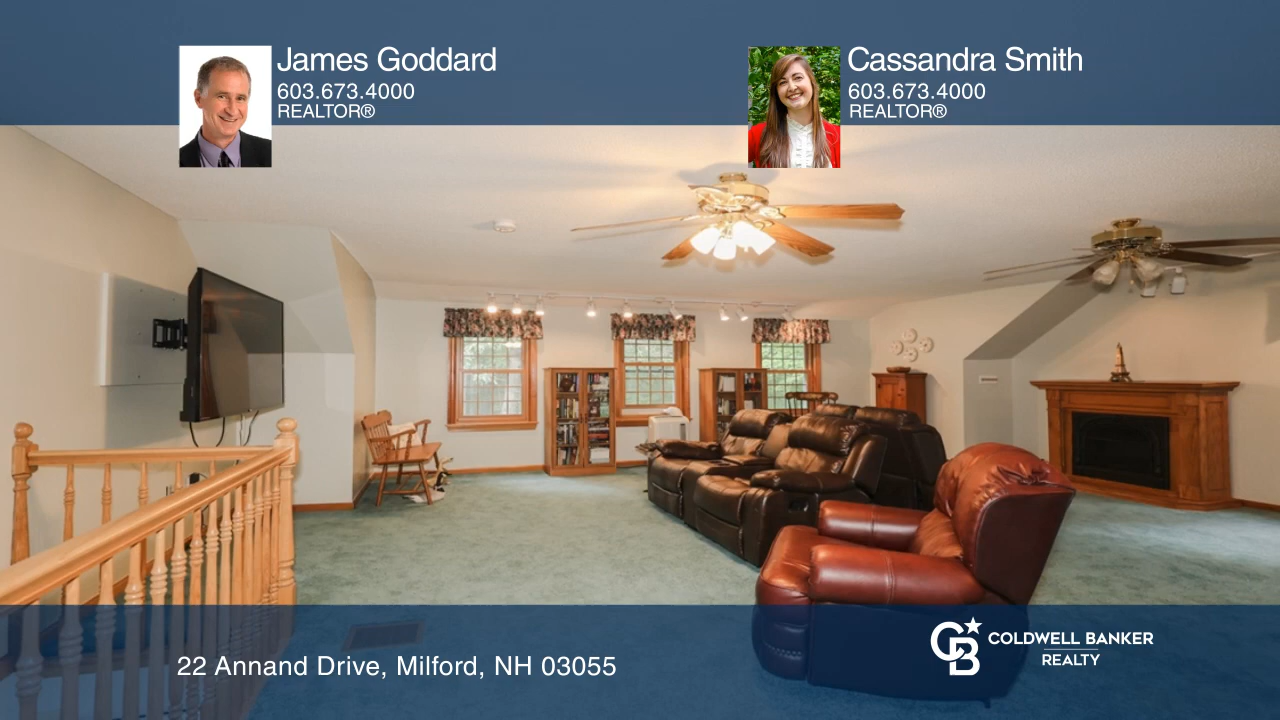 James Goddard
603.673.4000
REALTOR®
Cassandra Smith
603.673.4000
REALTOR®
22 Annand Drive, Milford, NH 03055
CB
COLDWELL BANKER
REALTY